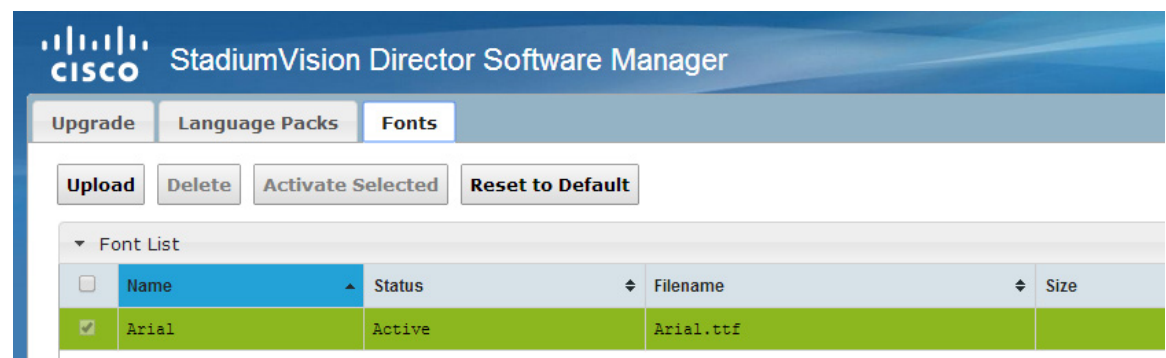 CISCO StadiumVision Director Software Manager
Upgrade Language Packs Fonts
Upload Delete Activate Selected Reset to Default
Font List
Name Status Filename Size
Arial Active Arial.ttf